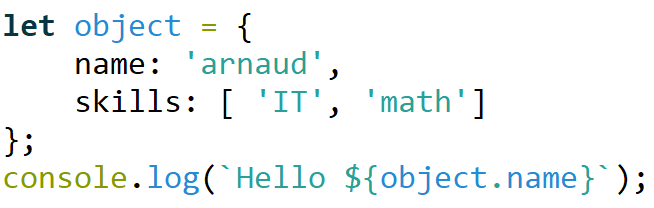 let object = {
    name: 'arnaud',
    skills: [ 'IT', 'math']
};
console.log(`Hello ${object.name}`);